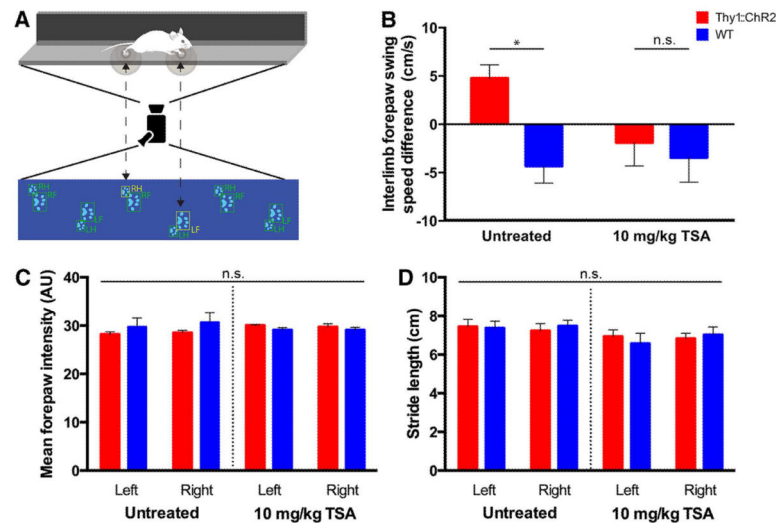 A
RH
RF
LH
LF
RH
RF
LH
LF
RH
RF
LH
LF
B
Thy1::ChR2
WT
Interlimb forepaw swing
speed difference (cm/s)
10
5
0
-5
-10
*
n.s.
Untreated
10 mg/kg TSA
C
n.s.
Mean forepaw intensity (AU)
40
30
20
10
0
Left
Right
Left
Right
Untreated
10 mg/kg TSA
D
n.s.
Stride length (cm)
10
8
6
4
2
0
Left
Right
Left
Right
Untreated
10 mg/kg TSA